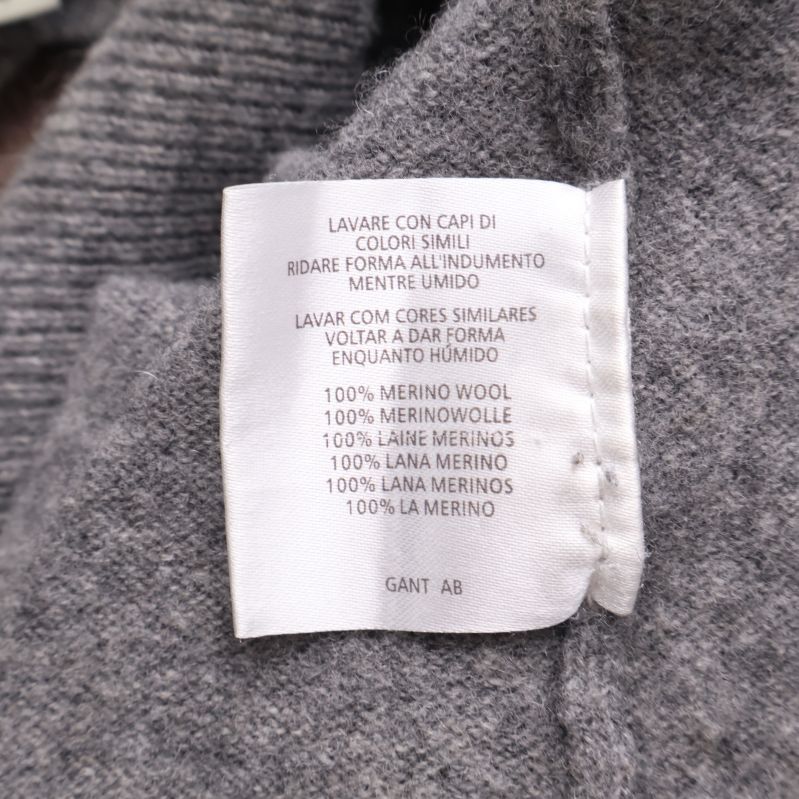 LAVARE CON CAPI DI
COLORI SIMILI
RIDARE FORMA ALL'INDUMENTO
MENTRE UMIDO
LAVAR COM CORES SIMILARES
VOLTAR A DAR FORMA
ENQUANTO HÚMIDO
100% MERINO WOOL
100% MERINOWOLLE
100% LAINE MERINOS
100% LANA MERINO
100% LANA MERINOS
100% LA MERINO
GANT AB